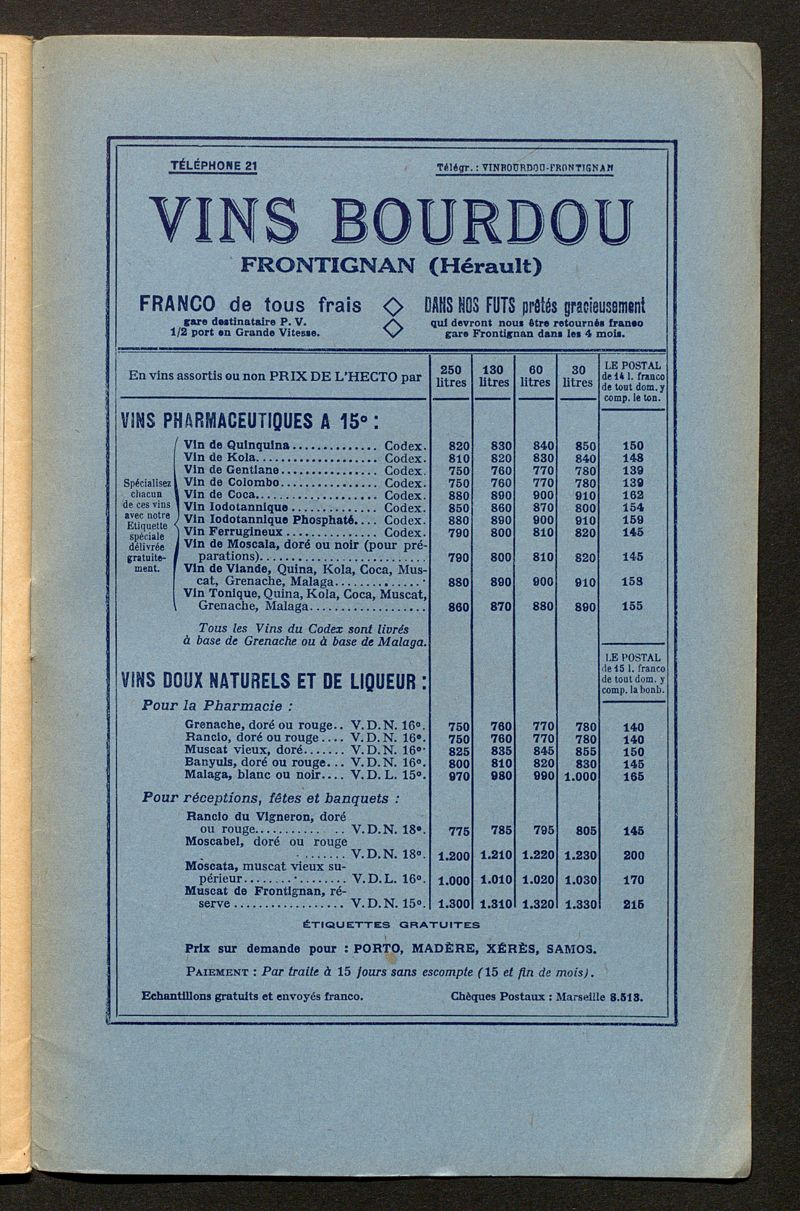 TÉLÉPHONE 21 Télégr. : VINBOURDOU-FRONTIGNAN
VINS BOURDOU
FRONTIGNAN (Hérault)
FRANCO de tous frais DANS NOS FUTS prêtés gracieusement
gare destinataire P. V. qui devront nous être retournés franco
1/2 port en Grande Vitesse. gare Frontignan dans les 4 mois.
En vins assortis ou non PRIX DE L'HECTO par 250 litres 130 litres 60 litres 30 litres LE POSTAL de 14 l. franco de tout dom. y comp. le ton.
VINS PHARMACEUTIQUES A 15° :
Spécialisez chacun de ces vins avec notre Etiquette spéciale délivrée gratuitement.
Vin de Quinquina.............. Codex. 820 830 840 850 150
Vin de Kola.................... Codex. 810 820 830 840 148
Vin de Gentiane................ Codex. 750 760 770 780 139
Vin de Colombo................ Codex. 750 760 770 780 139
Vin de Coca.................... Codex. 880 890 900 910 162
Vin Iodotannique .............. Codex. 850 860 870 800 154
Vin Iodotannique Phosphaté.... Codex. 880 890 900 910 159
Vin Ferrugineux ............... Codex. 790 800 810 820 145
Vin de Moscala, doré ou noir (pour pré-
parations)........................... 790 800 810 820 145
Vin de Viande, Quina, Kola, Coca, Mus-
cat, Grenache, Malaga.............. 880 890 900 910 158
Vin Tonique, Quina, Kola, Coca, Muscat,
Grenache, Malaga................... 860 870 880 890 155
Tous les Vins du Codex sont livrés
à base de Grenache ou à base de Malaga.
LE POSTAL de 15 l. franco de tout dom. y comp. la bonb.
VINS DOUX NATURELS ET DE LIQUEUR :
Pour la Pharmacie :
Grenache, doré ou rouge.. V.D.N. 16°. 750 760 770 780 140
Rancio, doré ou rouge .... V.D.N. 16°. 750 760 770 780 140
Muscat vieux, doré....... V.D.N. 16°. 825 835 845 855 150
Banyuls, doré ou rouge... V.D.N. 16°. 800 810 820 830 145
Malaga, blanc ou noir.... V.D.L. 15°. 970 980 990 1.000 165
Pour réceptions, fêtes et banquets :
Rancio du Vigneron, doré
ou rouge.............. V.D.N. 18°. 775 785 795 805 145
Moscabel, doré ou rouge
........ V.D.N. 18°. 1.200 1.210 1.220 1.230 200
Moscata, muscat vieux su-
périeur................ V.D.L. 16°. 1.000 1.010 1.020 1.030 170
Muscat de Frontignan, ré-
serve .................. V.D.N. 15°. 1.300 1.310 1.320 1.330 215
ÉTIQUETTES GRATUITES
Prix sur demande pour : PORTO, MADÈRE, XÉRÈS, SAMOS.
PAIEMENT : Par traite à 15 jours sans escompte (15 et fin de mois).
Echantillons gratuits et envoyés franco. Chèques Postaux : Marseille 8.513.